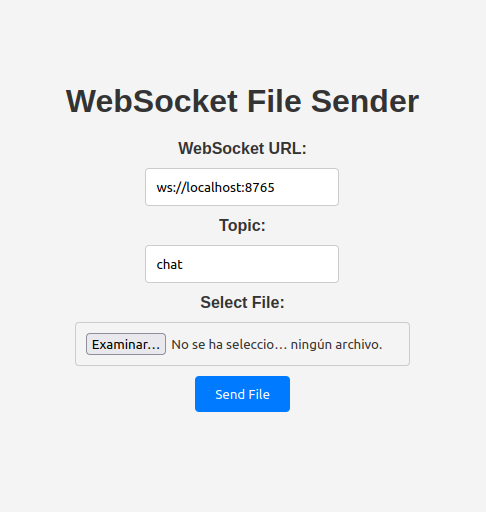 WebSocket File Sender
WebSocket URL:
ws://localhost:8765
Topic:
chat
Select File:
Examinar… No se ha seleccio… ningún archivo.
Send File